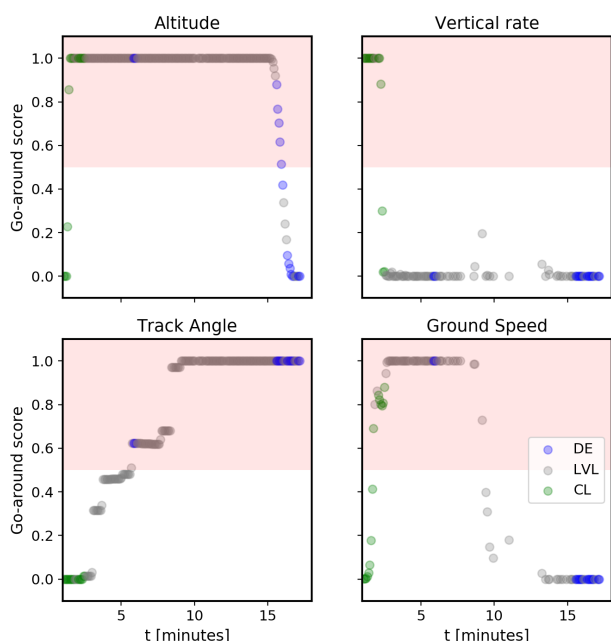 Altitude
Vertical rate
Go-around score
1.0
0.8
0.6
0.4
0.2
0.0
Track Angle
Ground Speed
Go-around score
1.0
0.8
0.6
0.4
0.2
0.0
DE
LVL
CL
5
10
15
5
10
15
t [minutes]
t [minutes]